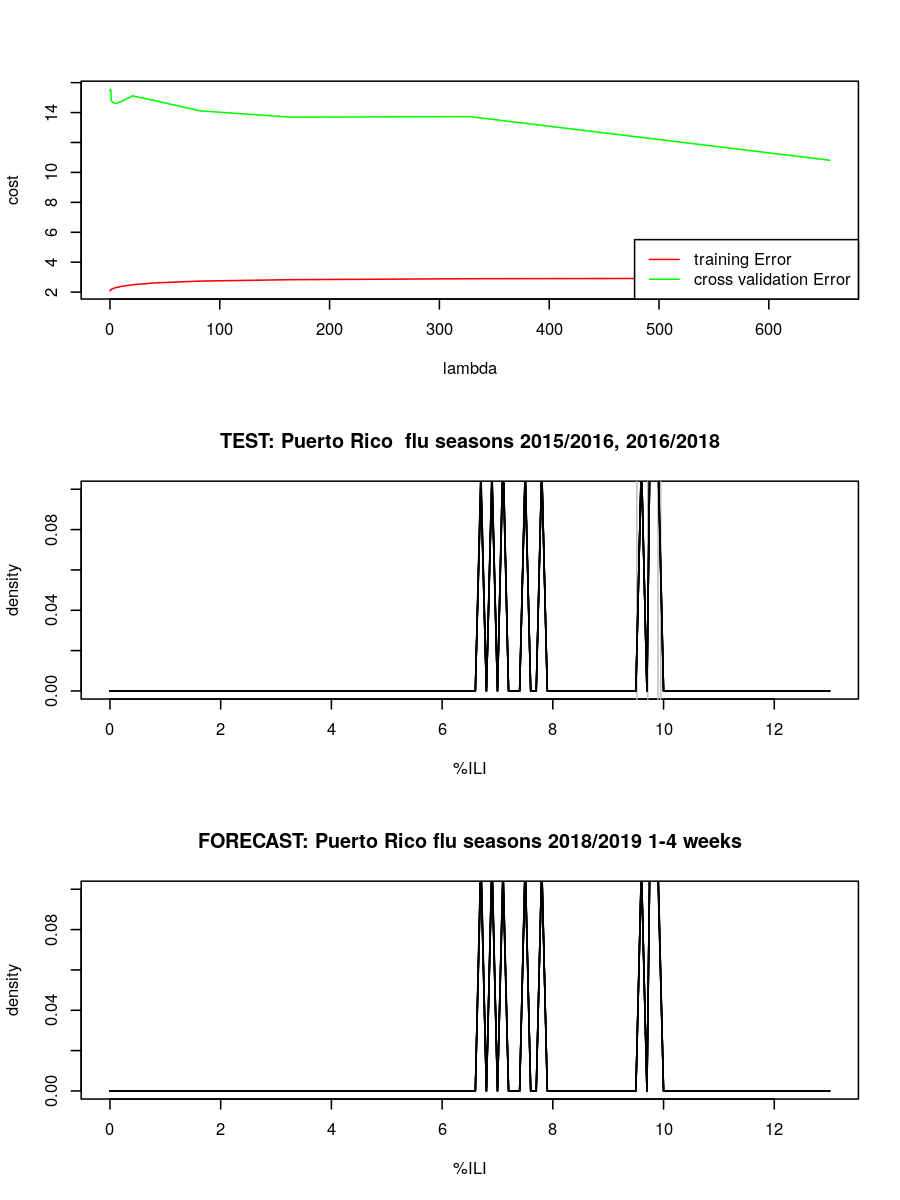 cost
14
10
8
6
4
2
training Error
cross validation Error
0 100 200 300 400 500 600
lambda
TEST: Puerto Rico  flu seasons 2015/2016, 2016/2018
density
0.08
0.04
0.00
0 2 4 6 8 10 12
%ILI
FORECAST: Puerto Rico flu seasons 2018/2019 1-4 weeks
density
0.08
0.04
0.00
0 2 4 6 8 10 12
%ILI